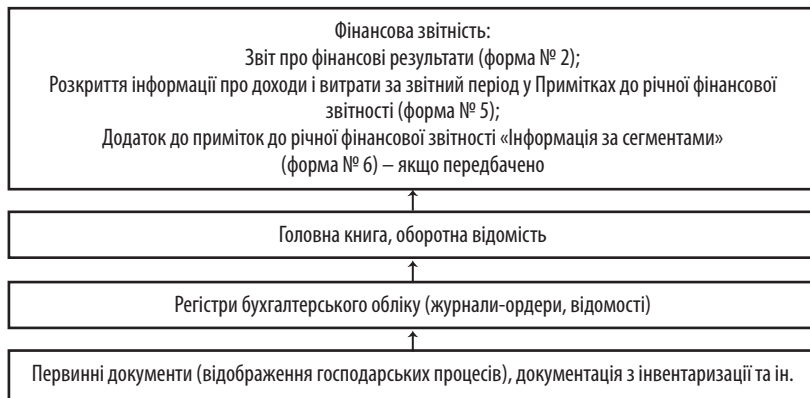 Фінансова звітність:
Звіт про фінансові результати (форма № 2);
Розкриття інформації про доходи і витрати за звітний період у Примітках до річної фінансової
звітності (форма № 5);
Додаток до приміток до річної фінансової звітності «Інформація за сегментами»
(форма № 6) – якщо передбачено
Головна книга, оборотна відомість
Регістри бухгалтерського обліку (журнали-ордери, відомості)
Первинні документи (відображення господарських процесів), документація з інвентаризації та ін.